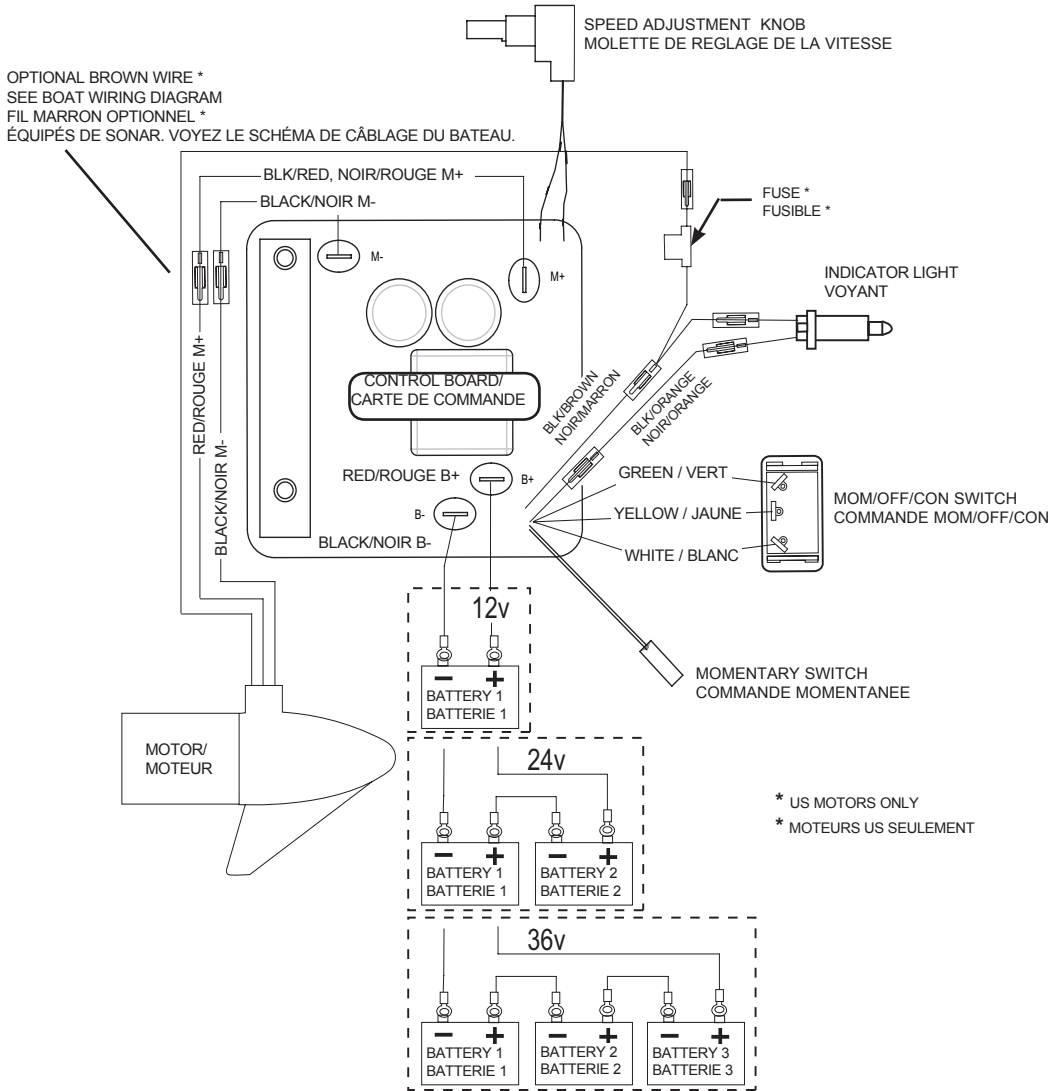 SPEED ADJUSTMENT KNOB
MOLETTE DE REGLAGE DE LA VITESSE
OPTIONAL BROWN WIRE *
SEE BOAT WIRING DIAGRAM
FIL MARRON OPTIONNEL *
ÉQUIPÉS DE SONAR. VOYEZ LE SCHÉMA DE CÂBLAGE DU BATEAU.
BLK/RED, NOIR/ROUGE M+
BLACK/NOIR M-
FUSE *
FUSIBLE *
M-
M+
INDICATOR LIGHT
VOYANT
RED/ROUGE M+
BLACK/NOIR M-
CONTROL BOARD/
CARTE DE COMMANDE
BLK/BROWN
NOIR/MARRON
BLK/ORANGE
NOIR/ORANGE
RED/ROUGE B+
B+
B-
BLACK/NOIR B-
GREEN / VERT
YELLOW / JAUNE
WHITE / BLANC
MOM/OFF/CON SWITCH
COMMANDE MOM/OFF/CON
MOMENTARY SWITCH
COMMANDE MOMENTANEE
12v
- +
BATTERY 1
BATTERIE 1
MOTOR/
MOTEUR
24v
- +
BATTERY 1
BATTERIE 1
- +
BATTERY 2
BATTERIE 2
* US MOTORS ONLY
* MOTEURS US SEULEMENT
36v
- +
BATTERY 1
BATTERIE 1
- +
BATTERY 2
BATTERIE 2
- +
BATTERY 3
BATTERIE 3